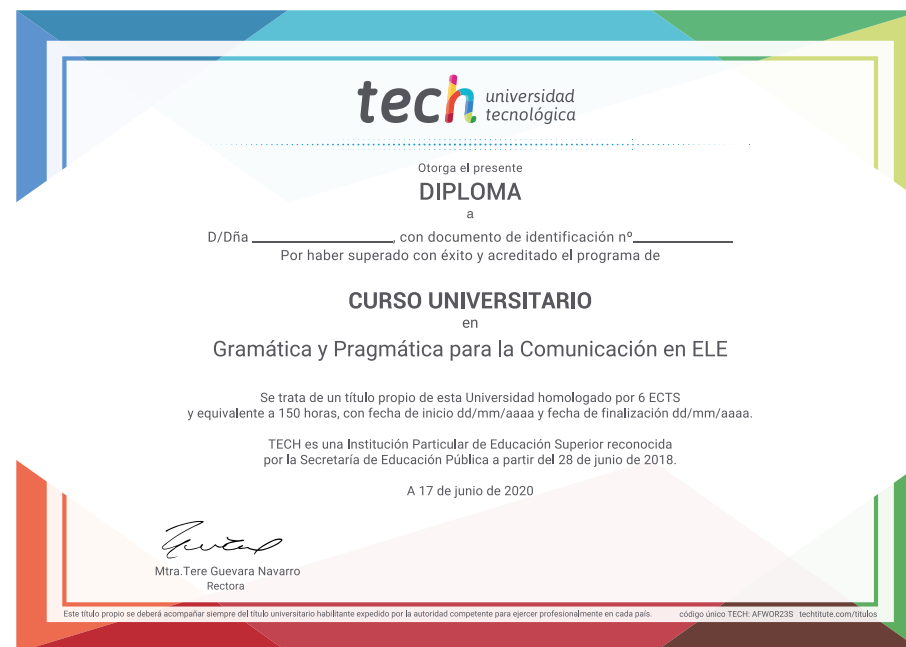 tech universidad
tecnológica
Otorga el presente
DIPLOMA
a
D/Dña ____________________, con documento de identificación nº______________
Por haber superado con éxito y acreditado el programa de
CURSO UNIVERSITARIO
en
Gramática y Pragmática para la Comunicación en ELE
Se trata de un título propio de esta Universidad homologado por 6 ECTS
y equivalente a 150 horas, con fecha de inicio dd/mm/aaaa y fecha de finalización dd/mm/aaaa.
TECH es una Institución Particular de Educación Superior reconocida
por la Secretaría de Educación Pública a partir del 28 de junio de 2018.
A 17 de junio de 2020
Mtra.Tere Guevara Navarro
Rectora
Este título propio se deberá acompañar siempre del título universitario habilitante expedido por la autoridad competente para ejercer profesionalmente en cada país. código único TECH: AFWOR23S techtitute.com/titulos